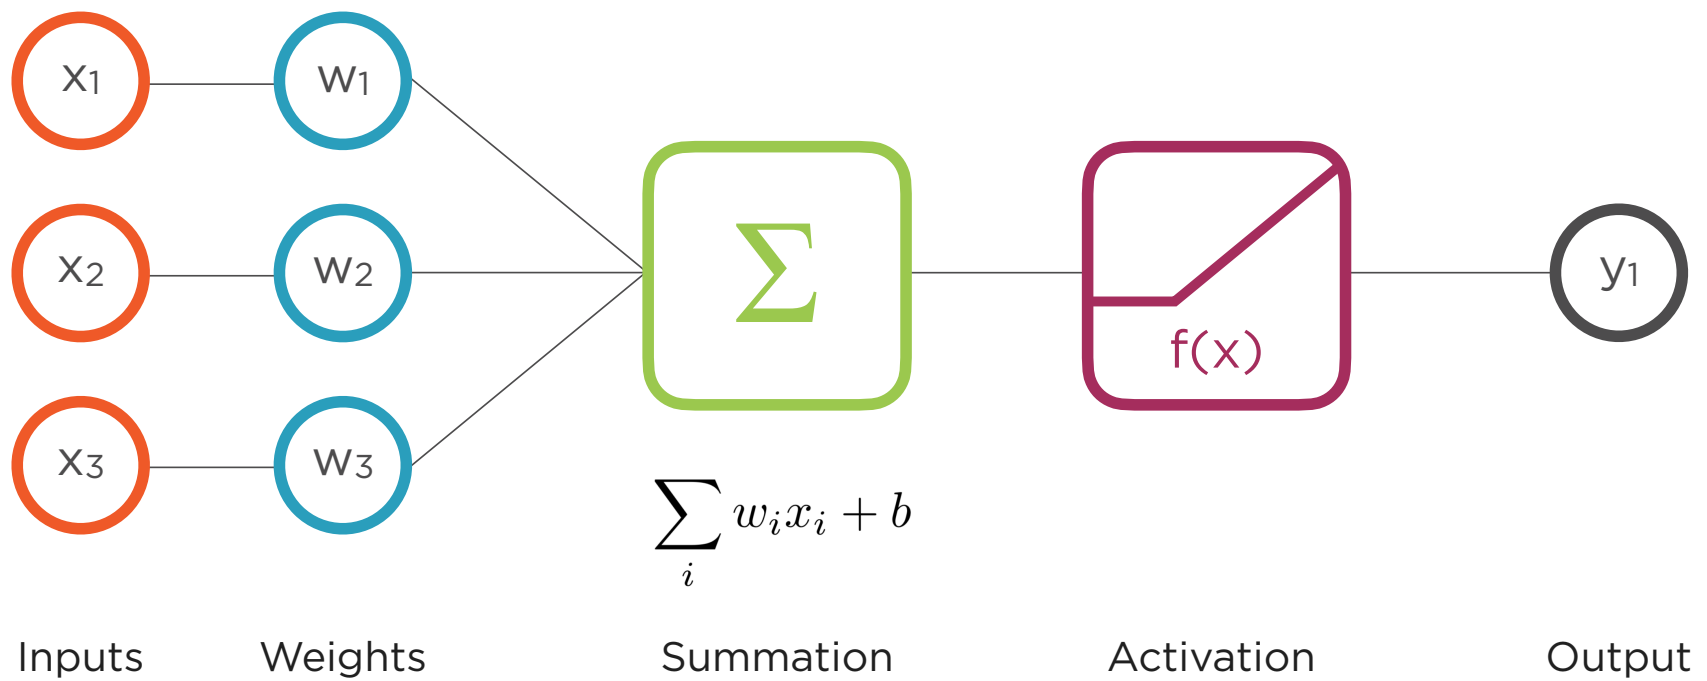 x1 w1
x2 w2 Σ y1
f(x)
x3 w3
∑ᵢ wᵢxᵢ + b
Inputs Weights Summation Activation Output